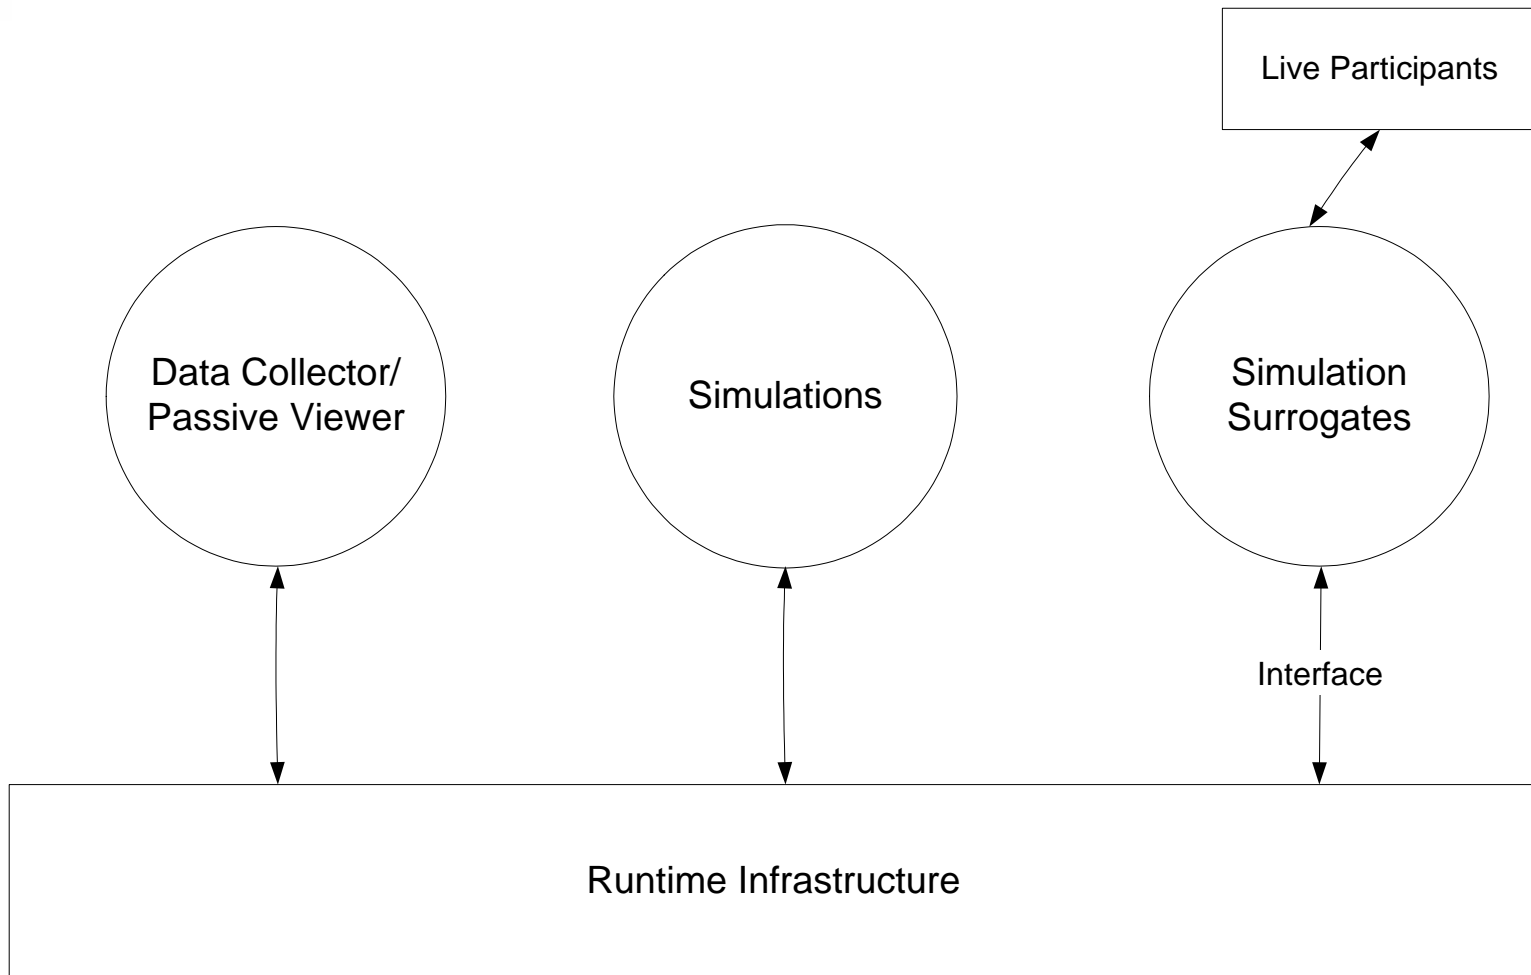 Live Participants
Data Collector/
Passive Viewer
Simulations
Simulation
Surrogates
Interface
Runtime Infrastructure